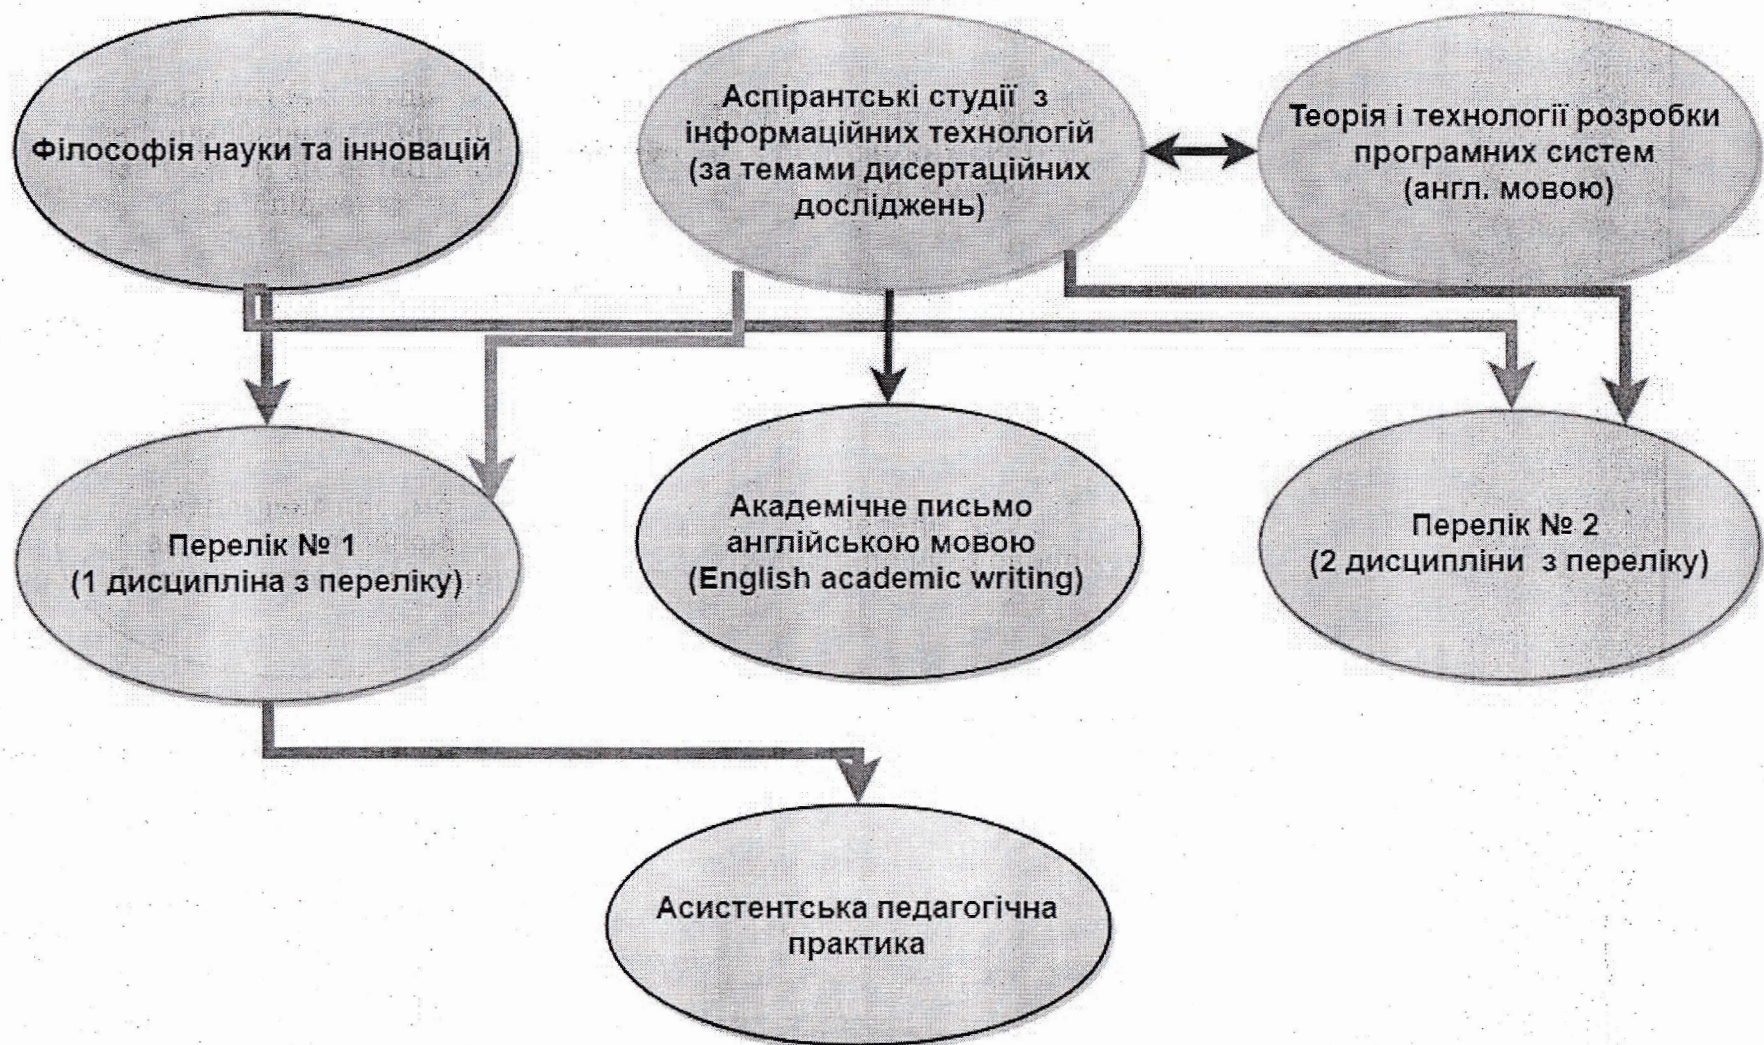 Філософія науки та інновацій
Аспірантські студії з
інформаційних технологій
(за темами дисертаційних
досліджень)
Теорія і технології розробки
програмних систем
(англ. мовою)
Перелік № 1
(1 дисципліна з переліку)
Академічне письмо
англійською мовою
(English academic writing)
Перелік № 2
(2 дисципліни з переліку)
Асистентська педагогічна
практика